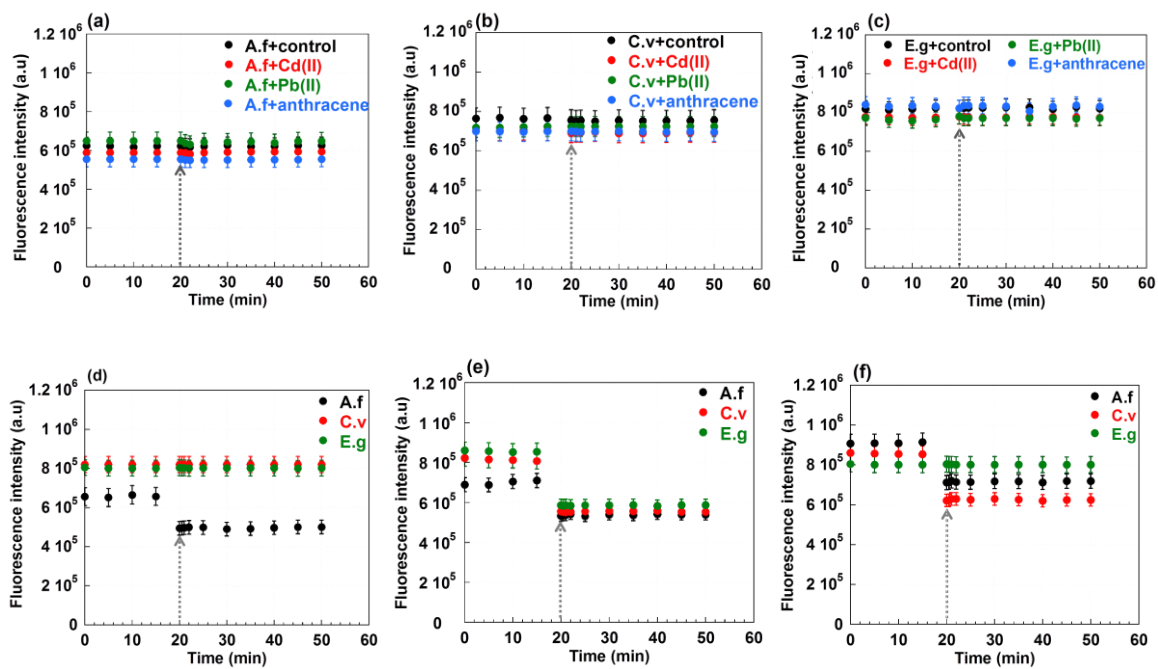 (a)
Fluorescence intensity (a.u)
1.2 10⁶
1 10⁶
8 10⁵
6 10⁵
4 10⁵
2 10⁵
0
A.f+control
A.f+Cd(II)
A.f+Pb(II)
A.f+anthracene
0 10 20 30 40 50 60
Time (min)
(b)
Fluorescence intensity (a.u)
1.2 10⁶
1 10⁶
8 10⁵
6 10⁵
4 10⁵
2 10⁵
0
C.v+control
C.v+Cd(II)
C.v+Pb(II)
C.v+anthracene
0 10 20 30 40 50 60
Time (min)
(c)
Fluorescence intensity (a.u)
1.2 10⁶
1 10⁶
8 10⁵
6 10⁵
4 10⁵
2 10⁵
0
E.g+control E.g+Pb(II)
E.g+Cd(II) E.g+anthracene
0 10 20 30 40 50 60
Time (min)
(d)
Fluorescence intensity (a.u)
1.2 10⁶
1 10⁶
8 10⁵
6 10⁵
4 10⁵
2 10⁵
0
A.f
C.v
E.g
0 10 20 30 40 50 60
Time (min)
(e)
Fluorescence intensity (a.u)
1.2 10⁶
1 10⁶
8 10⁵
6 10⁵
4 10⁵
2 10⁵
0
A.f
C.v
E.g
0 10 20 30 40 50 60
Time (min)
(f)
Fluorescence intensity (a.u)
1.2 10⁶
1 10⁶
8 10⁵
6 10⁵
4 10⁵
2 10⁵
0
A.f
C.v
E.g
0 10 20 30 40 50 60
Time (min)